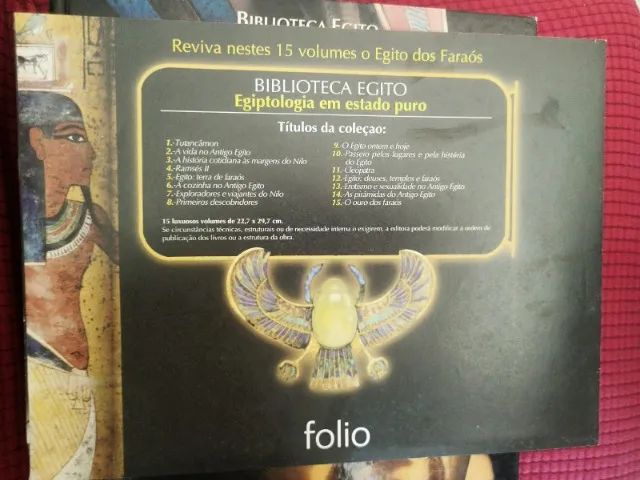 BIBLIOTECA EGITO
Reviva nestes 15 volumes o Egito dos Faraós
BIBLIOTECA EGITO
Egiptologia em estado puro
Títulos da coleçao:
1.-Tutancâmon
2.-A vida no Antigo Egito
3.-A história cotidiana às margens do Nilo
4.-Ramsés II
5.-Egito: terra de faraós
6.-A cozinha no Antigo Egito
7.-Exploradores e viajantes do Nilo
8.-Primeiros descobridores
9.-O Egito ontem e hoje
10.-Passeio pelos lugares e pela história
do Egito
11.-Cleópatra
12.-Egito: deuses, templos e faraós
13.-Erotismo e sexualidade no Antigo Egito
14.-As pirâmidas do Antigo Egito
15.-O ouro dos faraós
15 luxuosos volumes de 22,7 x 29,7 cm.
Se circunstâncias técnicas, estruturais ou de necessidade interna o exigirem, a editora poderá modificar a ordem de
publicação dos livros ou a estrutura da obra.
folio